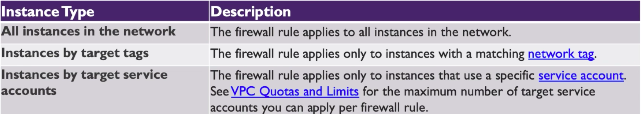 Instance Type Description
All instances in the network The firewall rule applies to all instances in the network.
Instances by target tags The firewall rule applies only to instances with a matching network tag.
Instances by target service accounts The firewall rule applies only to instances that use a specific service account.
See VPC Quotas and Limits for the maximum number of target service
accounts you can apply per firewall rule.